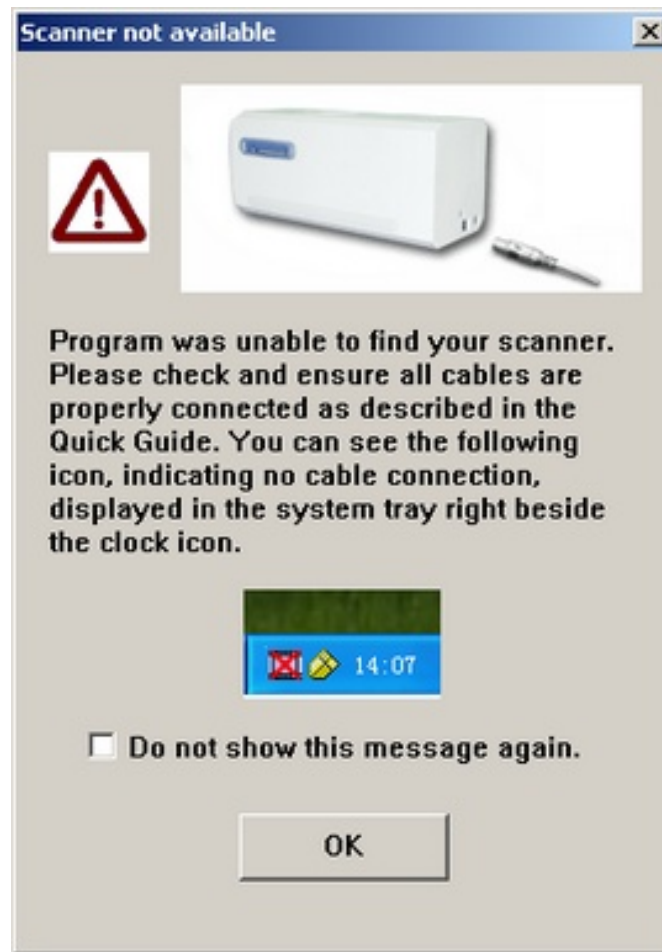 Scanner not available
Program was unable to find your scanner.
Please check and ensure all cables are
properly connected as described in the
Quick Guide. You can see the following
icon, indicating no cable connection,
displayed in the system tray right beside
the clock icon.
14:07
Do not show this message again.
OK